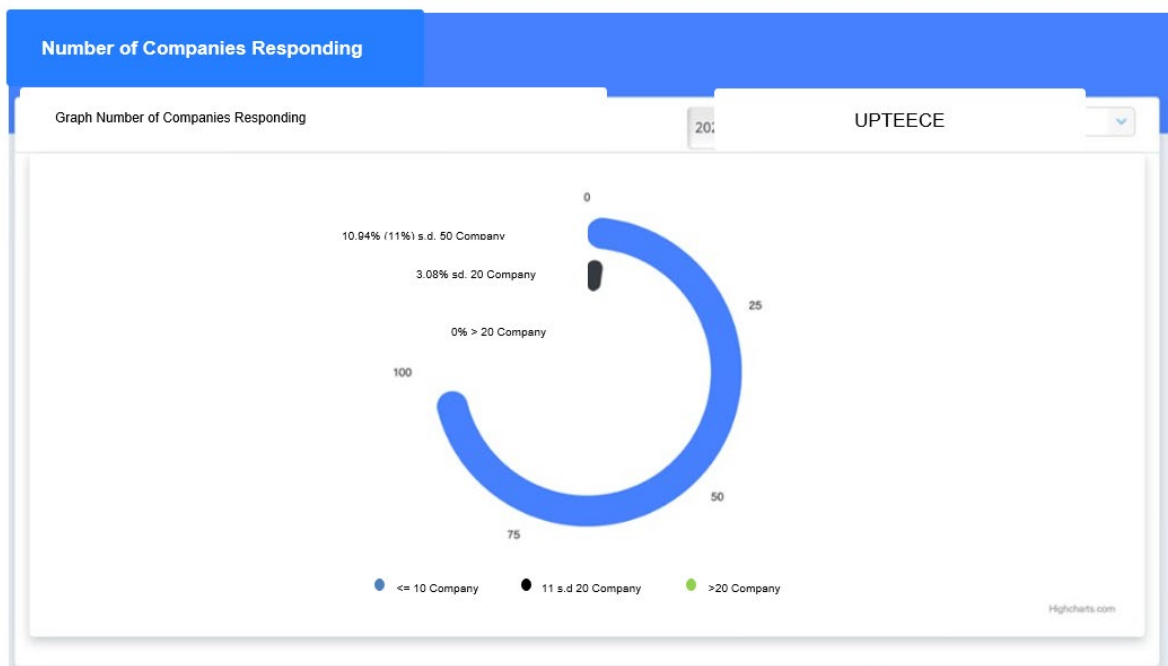 Number of Companies Responding
Graph Number of Companies Responding
UPTEECE
0
10.94% (11%) s.d. 50 Company
3.08% sd. 20 Company
25
0% > 20 Company
100
50
75
<= 10 Company
11 s.d 20 Company
>20 Company
Highcharts.com